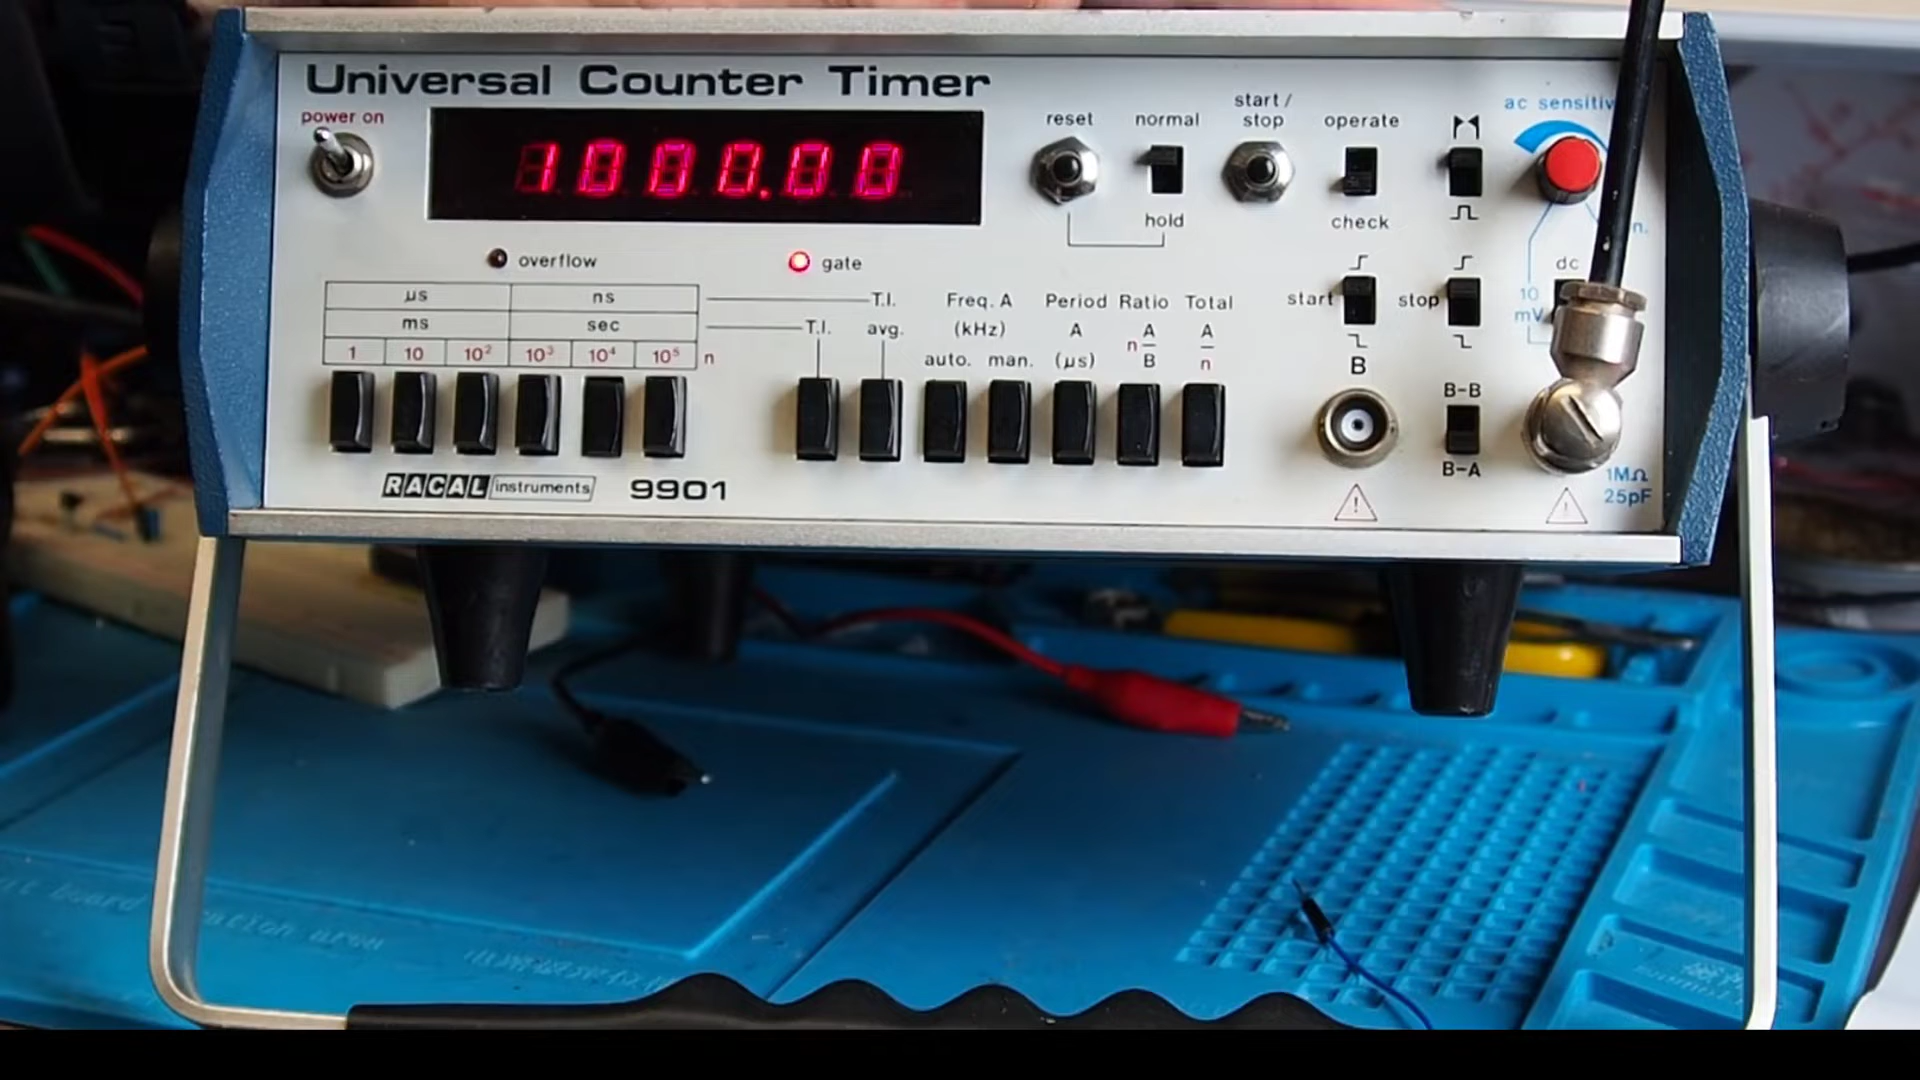 Universal Counter Timer
power on
1000.00
reset
normal
hold
start/
stop
operate
check
ac sensitiv
n.
dc
10
mV
overflow
gate
µs ns T.I.
ms sec T.I. avg.
1 10 10² 10³ 10⁴ 10⁵ n
Freq. A
(kHz)
auto. man.
Period
A
(µs)
Ratio
n A
B
Total
A
n
start
stop
B
B-B
B-A
1MΩ
25pF
RACAL instruments 9901